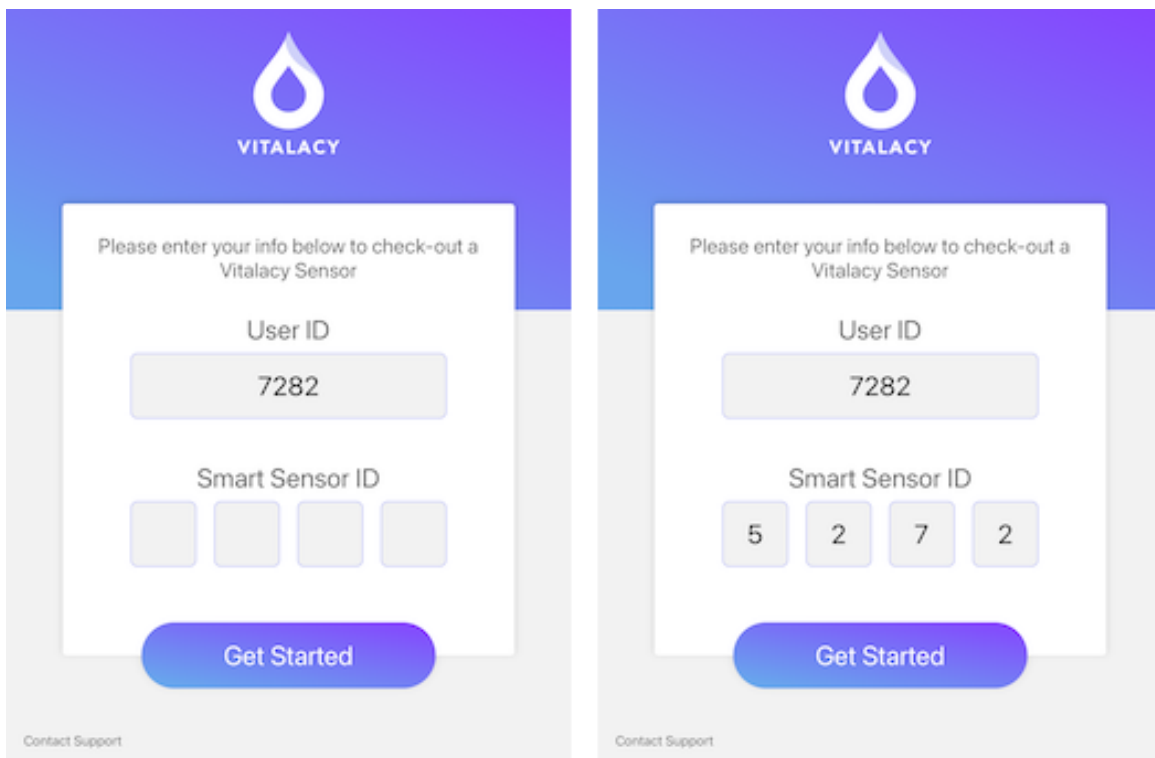 VITALACY
Please enter your info below to check-out a
Vitalacy Sensor
User ID
7282
Smart Sensor ID
Get Started
Contact Support
VITALACY
Please enter your info below to check-out a
Vitalacy Sensor
User ID
7282
Smart Sensor ID
5 2 7 2
Get Started
Contact Support